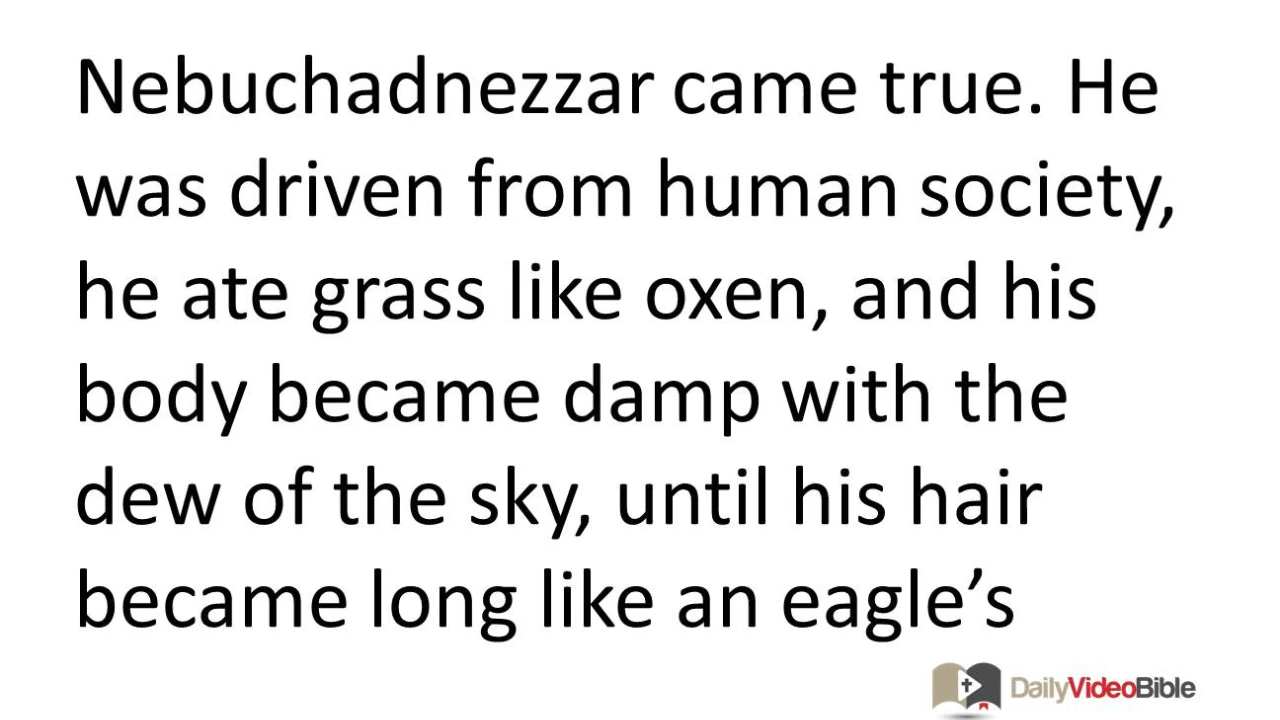 Nebuchadnezzar came true. He
was driven from human society,
he ate grass like oxen, and his
body became damp with the
dew of the sky, until his hair
became long like an eagle’s
DailyVideoBible